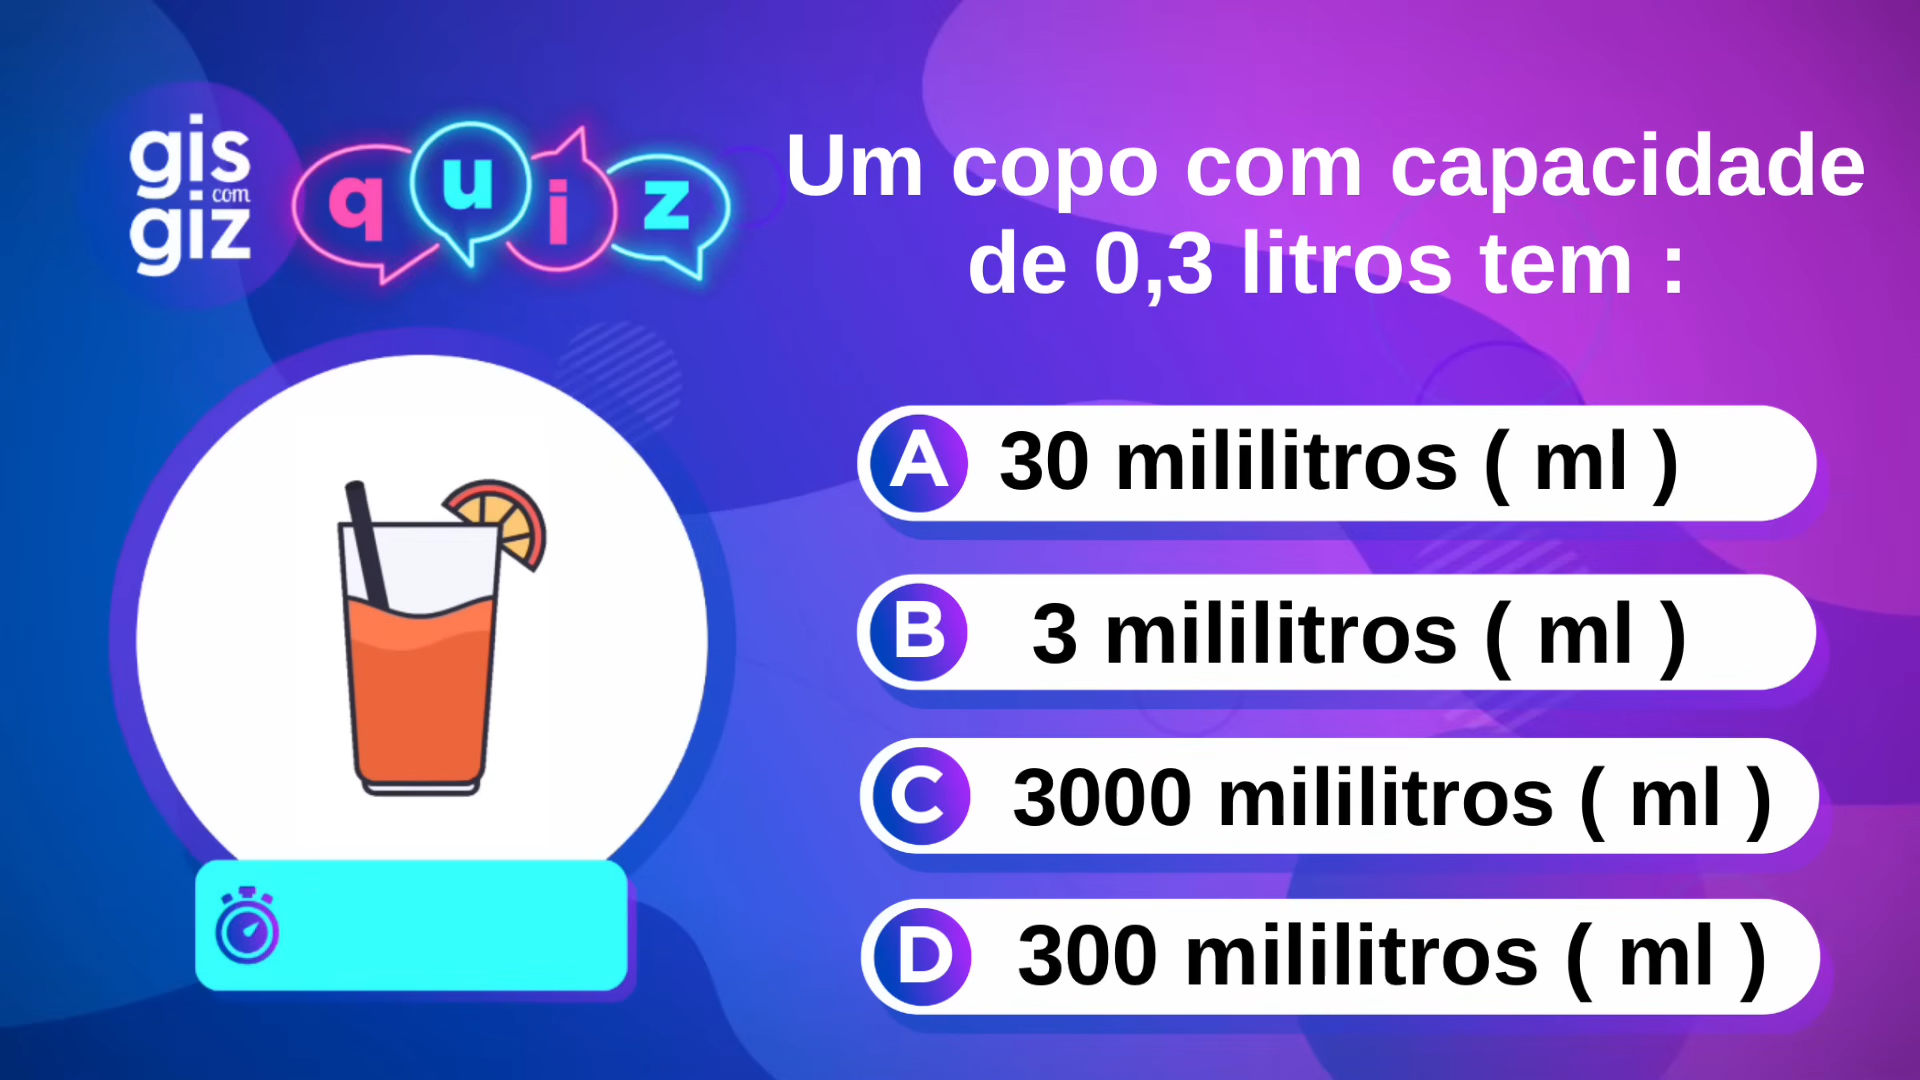 gis
com
giz
quiz
Um copo com capacidade
de 0,3 litros tem :
A 30 mililitros ( ml )
B 3 mililitros ( ml )
C 3000 mililitros ( ml )
D 300 mililitros ( ml )